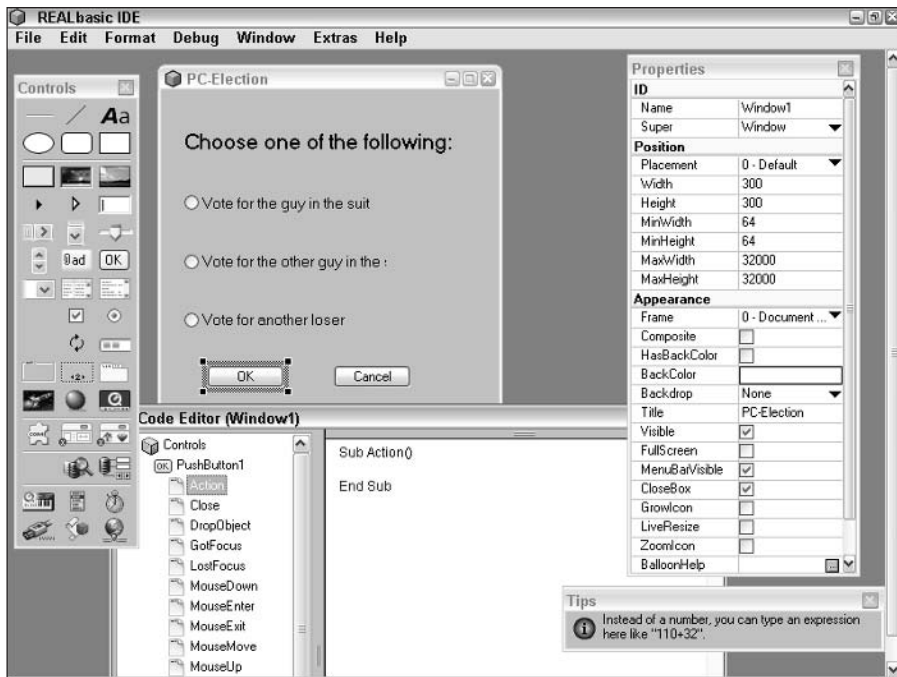 REALbasic IDE
File Edit Format Debug Window Extras Help
Controls
Aa
ad OK
<2>
PC-Election
Choose one of the following:
Vote for the guy in the suit
Vote for the other guy in the
Vote for another loser
OK Cancel
Properties
ID
Name Window1
Super Window
Position
Placement 0 - Default
Width 300
Height 300
MinWidth 64
MinHeight 64
MaxWidth 32000
MaxHeight 32000
Appearance
Frame 0 - Document ...
Composite
HasBackColor
BackColor
Backdrop None
Title PC-Election
Visible
FullScreen
MenuBarVisible
CloseBox
GrowIcon
LiveResize
ZoomIcon
BalloonHelp ...
Code Editor (Window1)
Controls
OK PushButton1
Action
Close
DropObject
GotFocus
LostFocus
MouseDown
MouseEnter
MouseExit
MouseMove
MouseUp
Sub Action()
End Sub
Tips
Instead of a number, you can type an expression
here like "110+32".